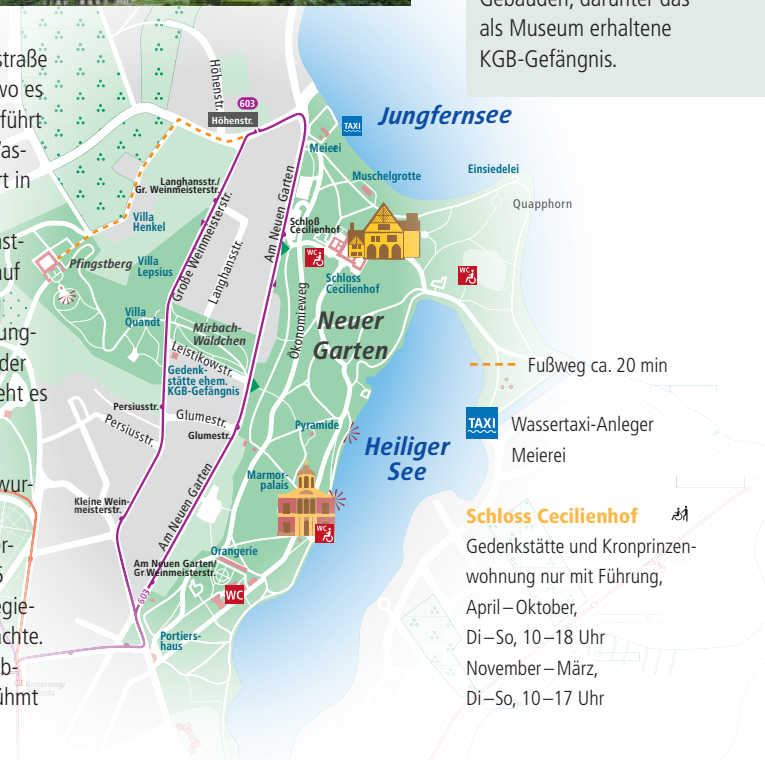 Gebäuden, darunter das
als Museum erhaltene
KGB-Gefängnis.
straße
wo es
führt
Was-
rt in
nst-
auf
ung-
der
eht es
wur-
or-
5
egie-
achte.
b-
ühmt
Höhenstr.
603
Höhenstr.
TAXI
Jungfernsee
Meierei
Muschelgrotte
Einsiedelei
Quapphorn
Langhansstr./
Gr. Weinmeisterstr.
Große Weinmeisterstr.
Langhansstr.
Am Neuen Garten
Villa
Henkel
Pfingstberg
Villa
Lepsius
Villa
Quandt
Schloß
Cecilienhof
WC
Schloss
Cecilienhof
WC
Ökonomieweg
Neuer
Garten
Mirbach-
Wäldchen
Leistikowstr.
Gedenk-
stätte ehem.
KGB-Gefängnis
Persiusstr.
Persiusstr.
Glumestr.
Glumestr.
Pyramide
Heiliger
See
Marmor-
palais
WC
Kleine Wein-
meisterstr.
Am Neuen Garten
Orangerie
Am Neuen Garten/
Gr.Weinmeisterstr.
WC
603
Portiers-
haus
Fußweg ca. 20 min
TAXI Wassertaxi-Anleger
Meierei
Schloss Cecilienhof
Gedenkstätte und Kronprinzen-
wohnung nur mit Führung,
April–Oktober,
Di–So, 10–18 Uhr
November–März,
Di–So, 10–17 Uhr